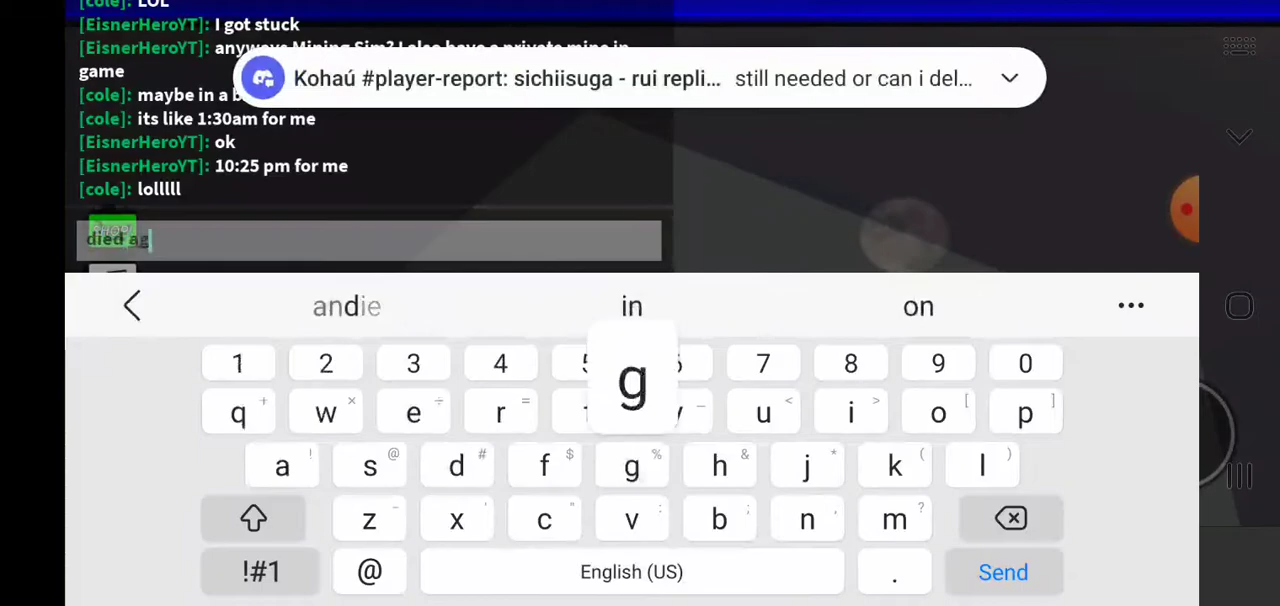 [cole]: LOL
[EisnerHeroYT]: I got stuck
[EisnerHeroYT]: anyways Mining Sim? I also have a private mine in
game
Kohaú #player-report: sichiisuga - rui repli... still needed or can i del...
[cole]: maybe in a b
[cole]: its like 1:30am for me
[EisnerHeroYT]: ok
[EisnerHeroYT]: 10:25 pm for me
[cole]: lolllll
died ag
andie in on
g
1 2 3 4 5 6 7 8 9 0
q + w × e ÷ r = y _ u < i > o [ p ]
a ! s @ d # f $ g % h & j * k ( l )
z - x ' c " v : b ; n , m ?
!#1 @ English (US) . Send